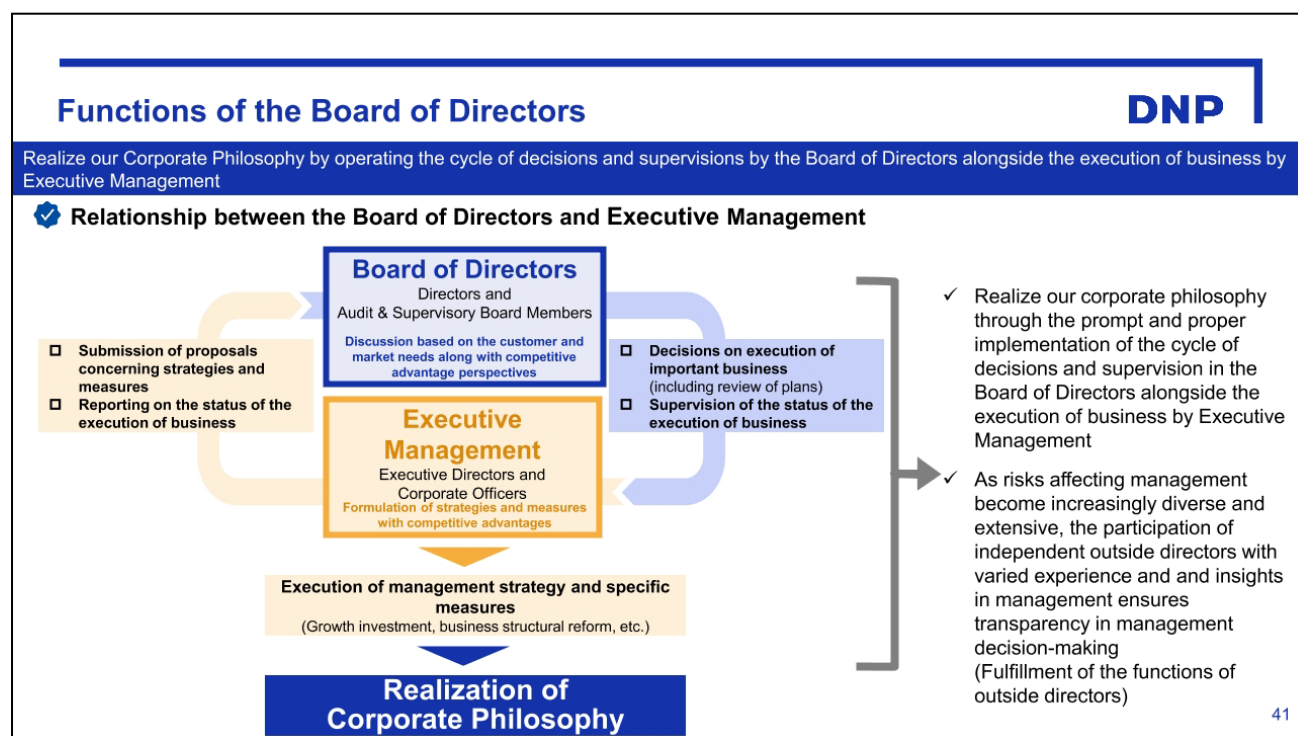 Functions of the Board of Directors
DNP
Realize our Corporate Philosophy by operating the cycle of decisions and supervisions by the Board of Directors alongside the execution of business by
Executive Management
Relationship between the Board of Directors and Executive Management
Board of Directors
Directors and
Audit & Supervisory Board Members
Discussion based on the customer and
market needs along with competitive
advantage perspectives
Submission of proposals
concerning strategies and
measures
Reporting on the status of the
execution of business
Decisions on execution of
important business
(including review of plans)
Supervision of the status of the
execution of business
Executive
Management
Executive Directors and
Corporate Officers
Formulation of strategies and measures
with competitive advantages
Execution of management strategy and specific
measures
(Growth investment, business structural reform, etc.)
Realization of
Corporate Philosophy
✓ Realize our corporate philosophy
through the prompt and proper
implementation of the cycle of
decisions and supervision in the
Board of Directors alongside the
execution of business by Executive
Management
✓ As risks affecting management
become increasingly diverse and
extensive, the participation of
independent outside directors with
varied experience and and insights
in management ensures
transparency in management
decision-making
(Fulfillment of the functions of
outside directors)
41